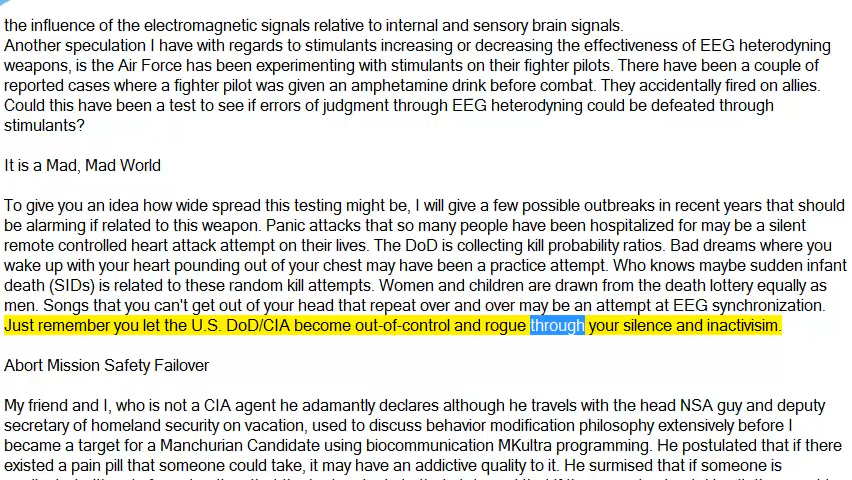 the influence of the electromagnetic signals relative to internal and sensory brain signals.
Another speculation I have with regards to stimulants increasing or decreasing the effectiveness of EEG heterodyning
weapons, is the Air Force has been experimenting with stimulants on their fighter pilots. There have been a couple of
reported cases where a fighter pilot was given an amphetamine drink before combat. They accidentally fired on allies.
Could this have been a test to see if errors of judgment through EEG heterodyning could be defeated through
stimulants?
It is a Mad, Mad World
To give you an idea how wide spread this testing might be, I will give a few possible outbreaks in recent years that should
be alarming if related to this weapon. Panic attacks that so many people have been hospitalized for may be a silent
remote controlled heart attack attempt on their lives. The DoD is collecting kill probability ratios. Bad dreams where you
wake up with your heart pounding out of your chest may have been a practice attempt. Who knows maybe sudden infant
death (SIDs) is related to these random kill attempts. Women and children are drawn from the death lottery equally as
men. Songs that you can't get out of your head that repeat over and over may be an attempt at EEG synchronization.
Just remember you let the U.S. DoD/CIA become out-of-control and rogue through your silence and inactivisim.
Abort Mission Safety Failover
My friend and I, who is not a CIA agent he adamantly declares although he travels with the head NSA guy and deputy
secretary of homeland security on vacation, used to discuss behavior modification philosophy extensively before I
became a target for a Manchurian Candidate using biocommunication MKultra programming. He postulated that if there
existed a pain pill that someone could take, it may have an addictive quality to it. He surmised that if someone is